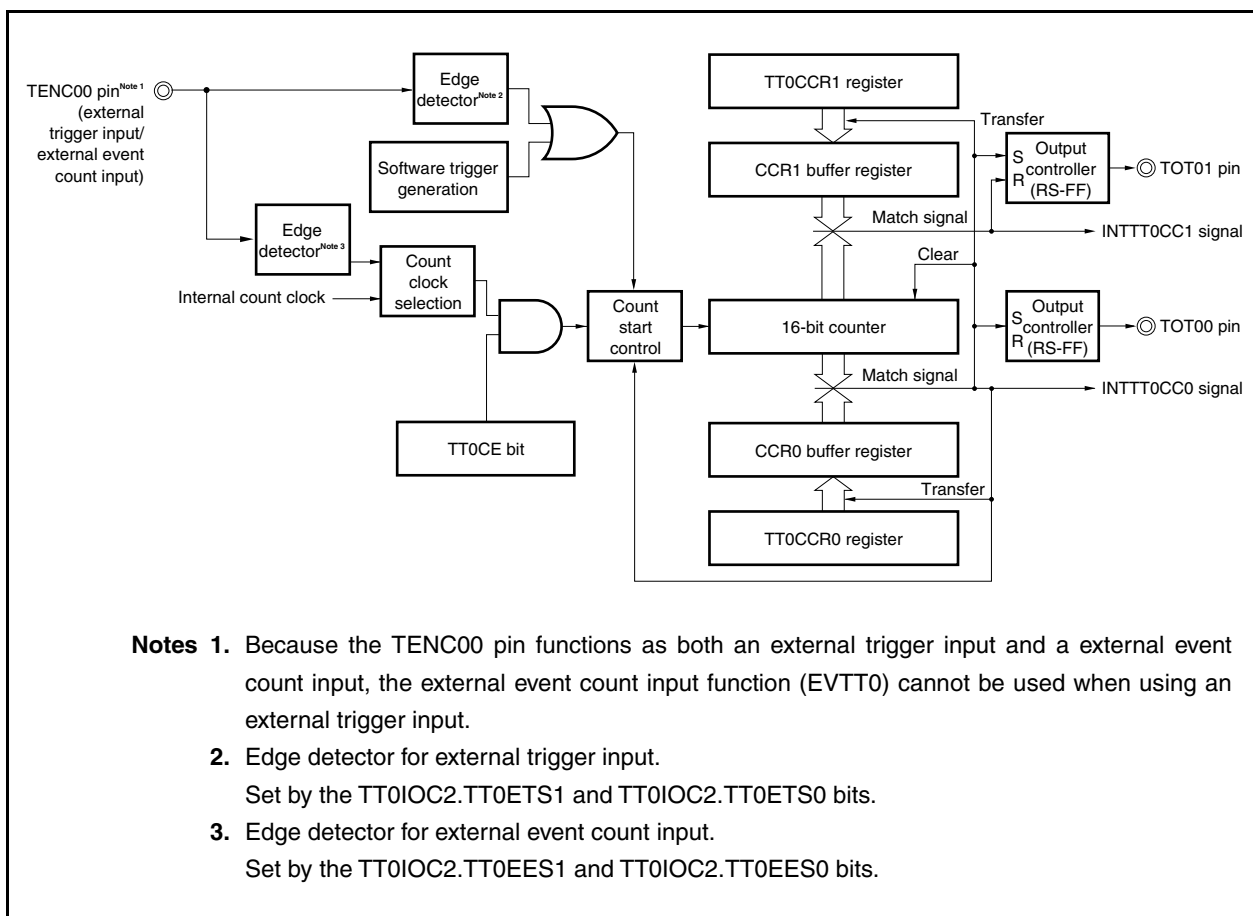 TENC00 pin Note 1
(external
trigger input/
external event
count input)
Edge
detector Note 2
Software trigger
generation
Edge
detector Note 3
Count
clock
selection
Internal count clock
TT0CE bit
Count
start
control
TT0CCR1 register
Transfer
CCR1 buffer register
Match signal
Clear
16-bit counter
Match signal
CCR0 buffer register
Transfer
TT0CCR0 register
S
R
Output
controller
(RS-FF)
TOT01 pin
INTTT0CC1 signal
S
R
Output
controller
(RS-FF)
TOT00 pin
INTTT0CC0 signal
Notes 1. Because the TENC00 pin functions as both an external trigger input and a external event
count input, the external event count input function (EVTT0) cannot be used when using an
external trigger input.
2. Edge detector for external trigger input.
Set by the TT0IOC2.TT0ETS1 and TT0IOC2.TT0ETS0 bits.
3. Edge detector for external event count input.
Set by the TT0IOC2.TT0EES1 and TT0IOC2.TT0EES0 bits.